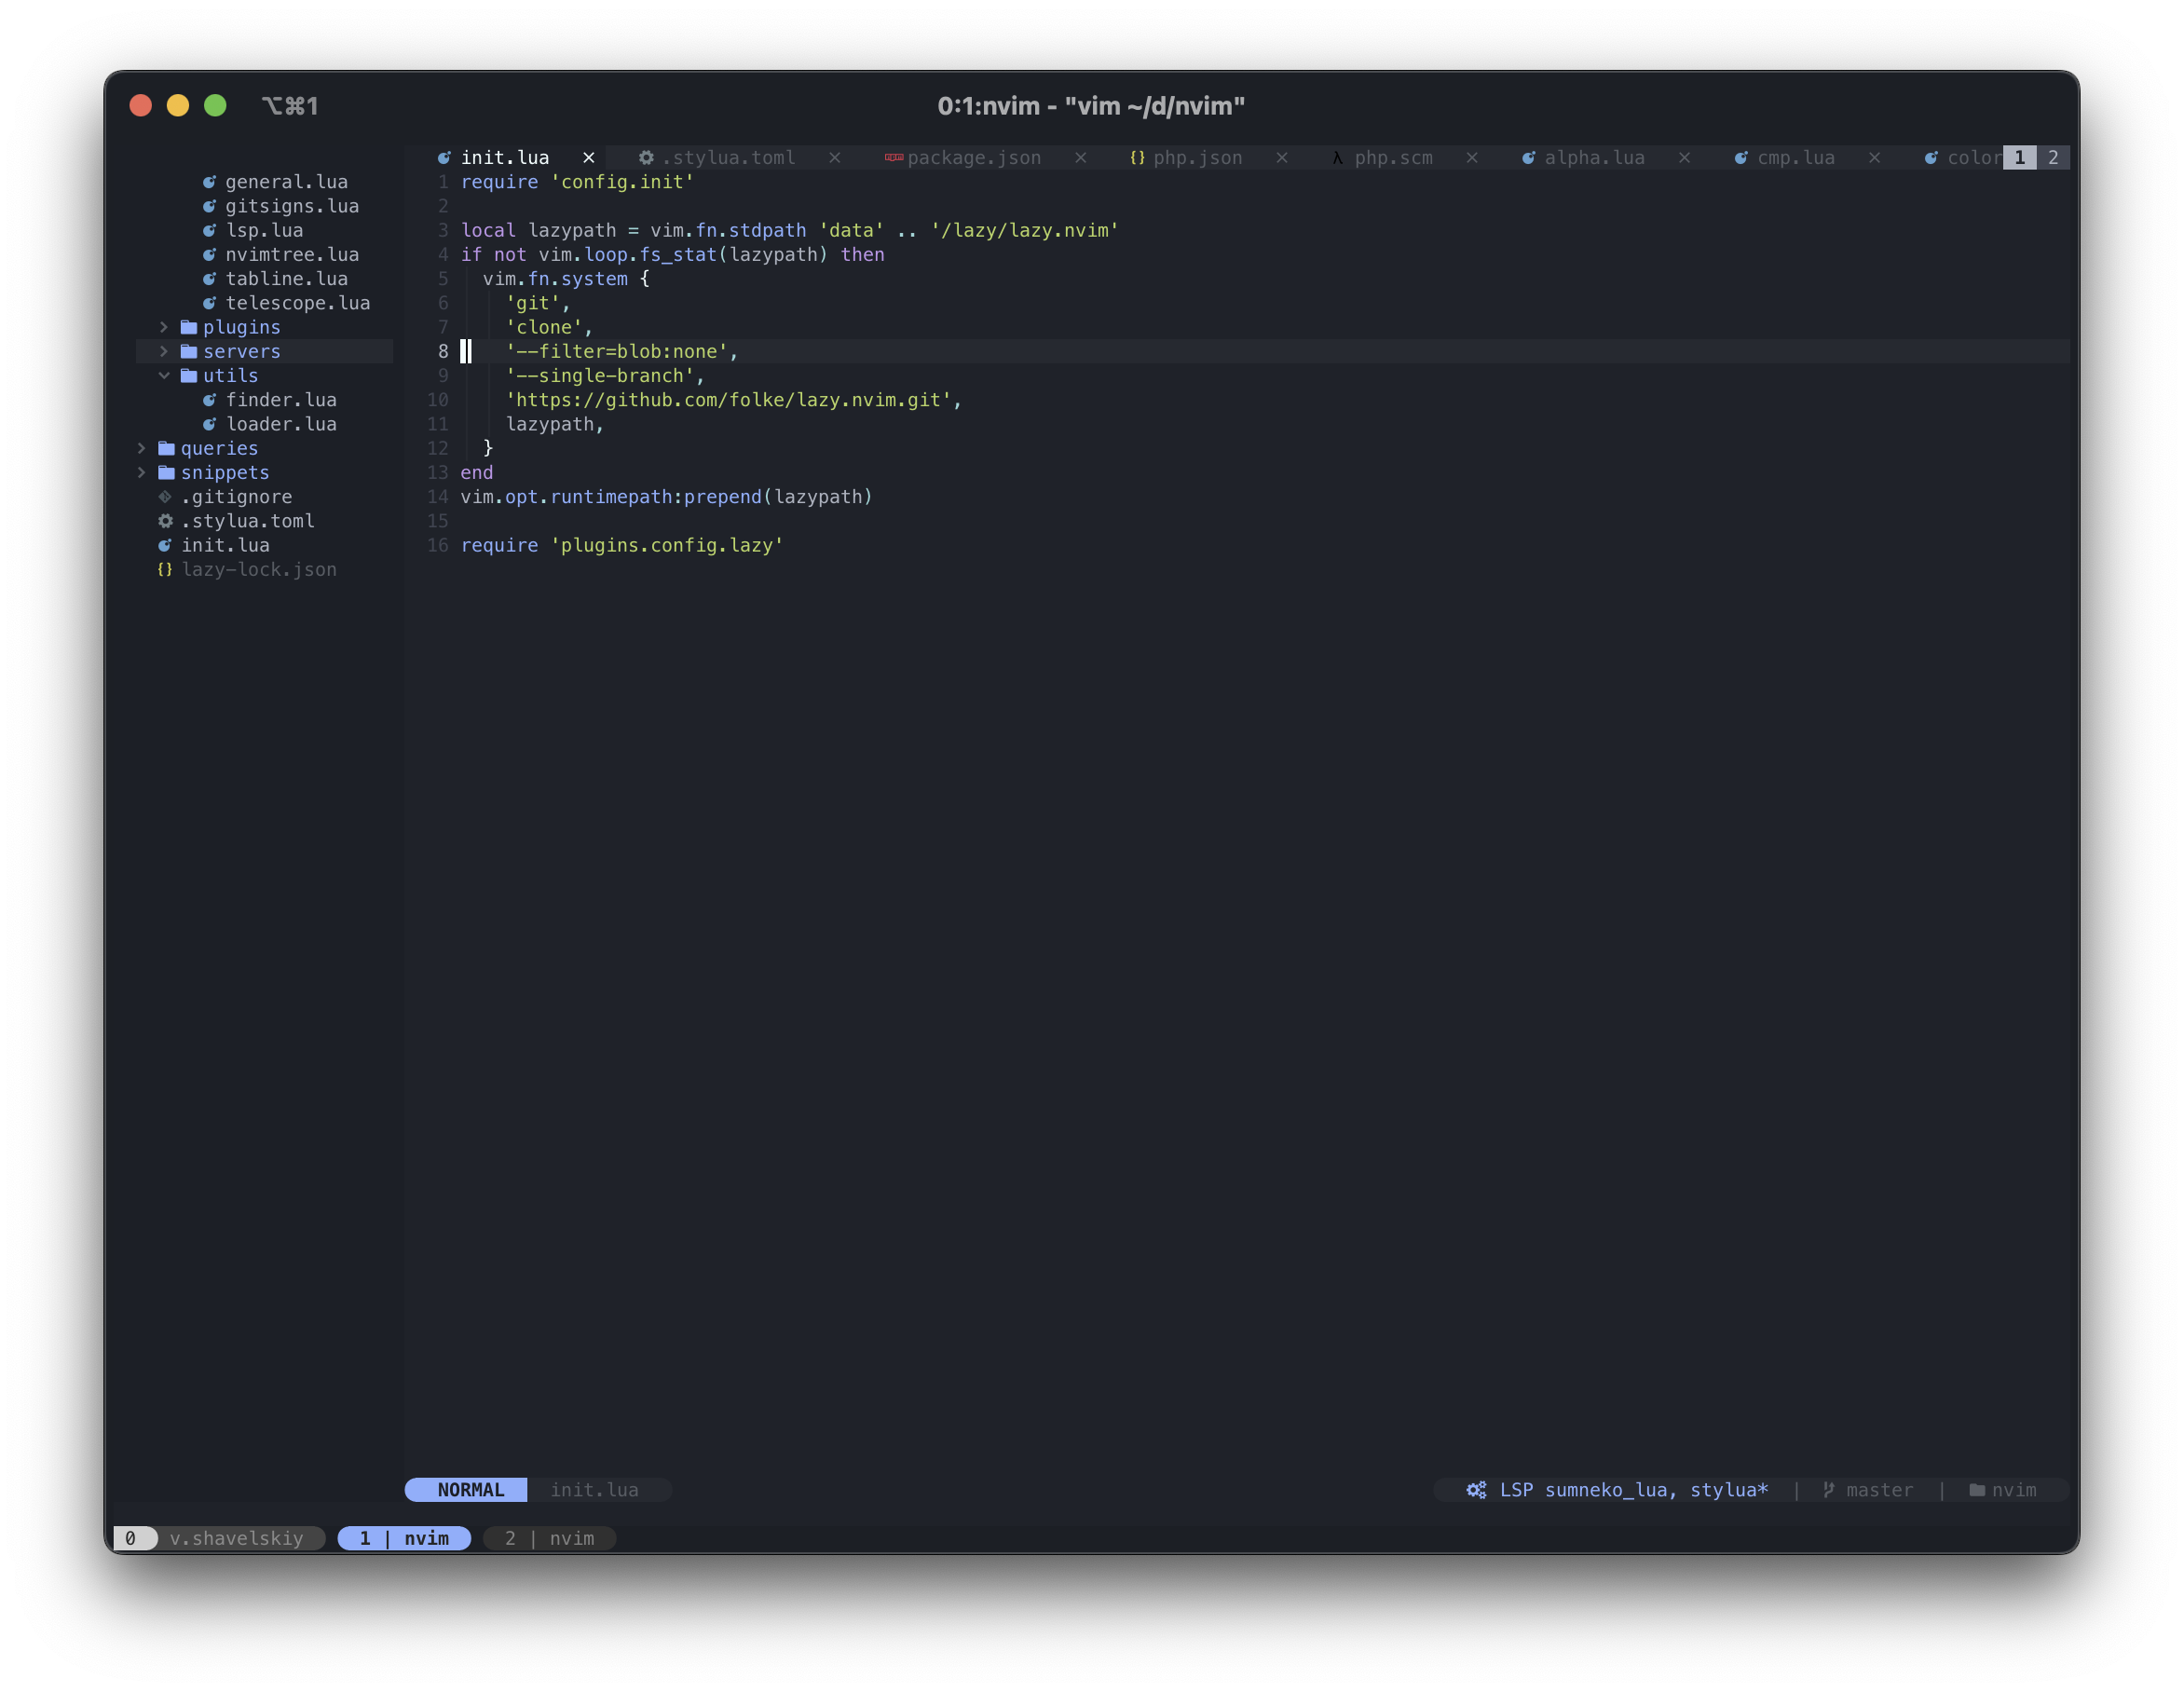 ⌥⌘1 0:1:nvim - "vim ~/d/nvim"
init.lua × .stylua.toml × package.json × {} php.json × λ php.scm × alpha.lua × cmp.lua × color 1 2
general.lua
gitsigns.lua
lsp.lua
nvimtree.lua
tabline.lua
telescope.lua
plugins
servers
utils
finder.lua
loader.lua
queries
snippets
.gitignore
.stylua.toml
init.lua
{} lazy-lock.json
1 require 'config.init'
2
3 local lazypath = vim.fn.stdpath 'data' .. '/lazy/lazy.nvim'
4 if not vim.loop.fs_stat(lazypath) then
5   vim.fn.system {
6     'git',
7     'clone',
8     '--filter=blob:none',
9     '--single-branch',
10     'https://github.com/folke/lazy.nvim.git',
11     lazypath,
12   }
13 end
14 vim.opt.runtimepath:prepend(lazypath)
15
16 require 'plugins.config.lazy'
NORMAL init.lua LSP sumneko_lua, stylua* | master | nvim
0 v.shavelskiy 1 | nvim 2 | nvim